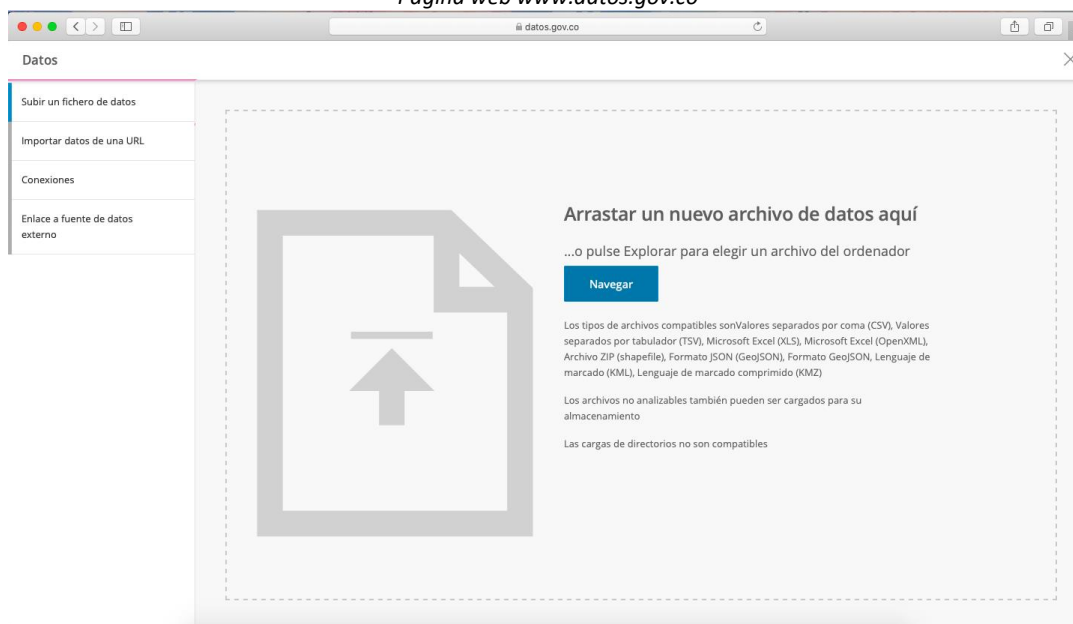 Página web www.datos.gov.co
datos.gov.co
Datos
Subir un fichero de datos
Importar datos de una URL
Conexiones
Enlace a fuente de datos
externo
Arrastar un nuevo archivo de datos aquí
...o pulse Explorar para elegir un archivo del ordenador
Navegar
Los tipos de archivos compatibles sonValores separados por coma (CSV), Valores
separados por tabulador (TSV), Microsoft Excel (XLS), Microsoft Excel (OpenXML),
Archivo ZIP (shapefile), Formato JSON (GeoJSON), Formato GeoJSON, Lenguaje de
marcado (KML), Lenguaje de marcado comprimido (KMZ)
Los archivos no analizables también pueden ser cargados para su
almacenamiento
Las cargas de directorios no son compatibles